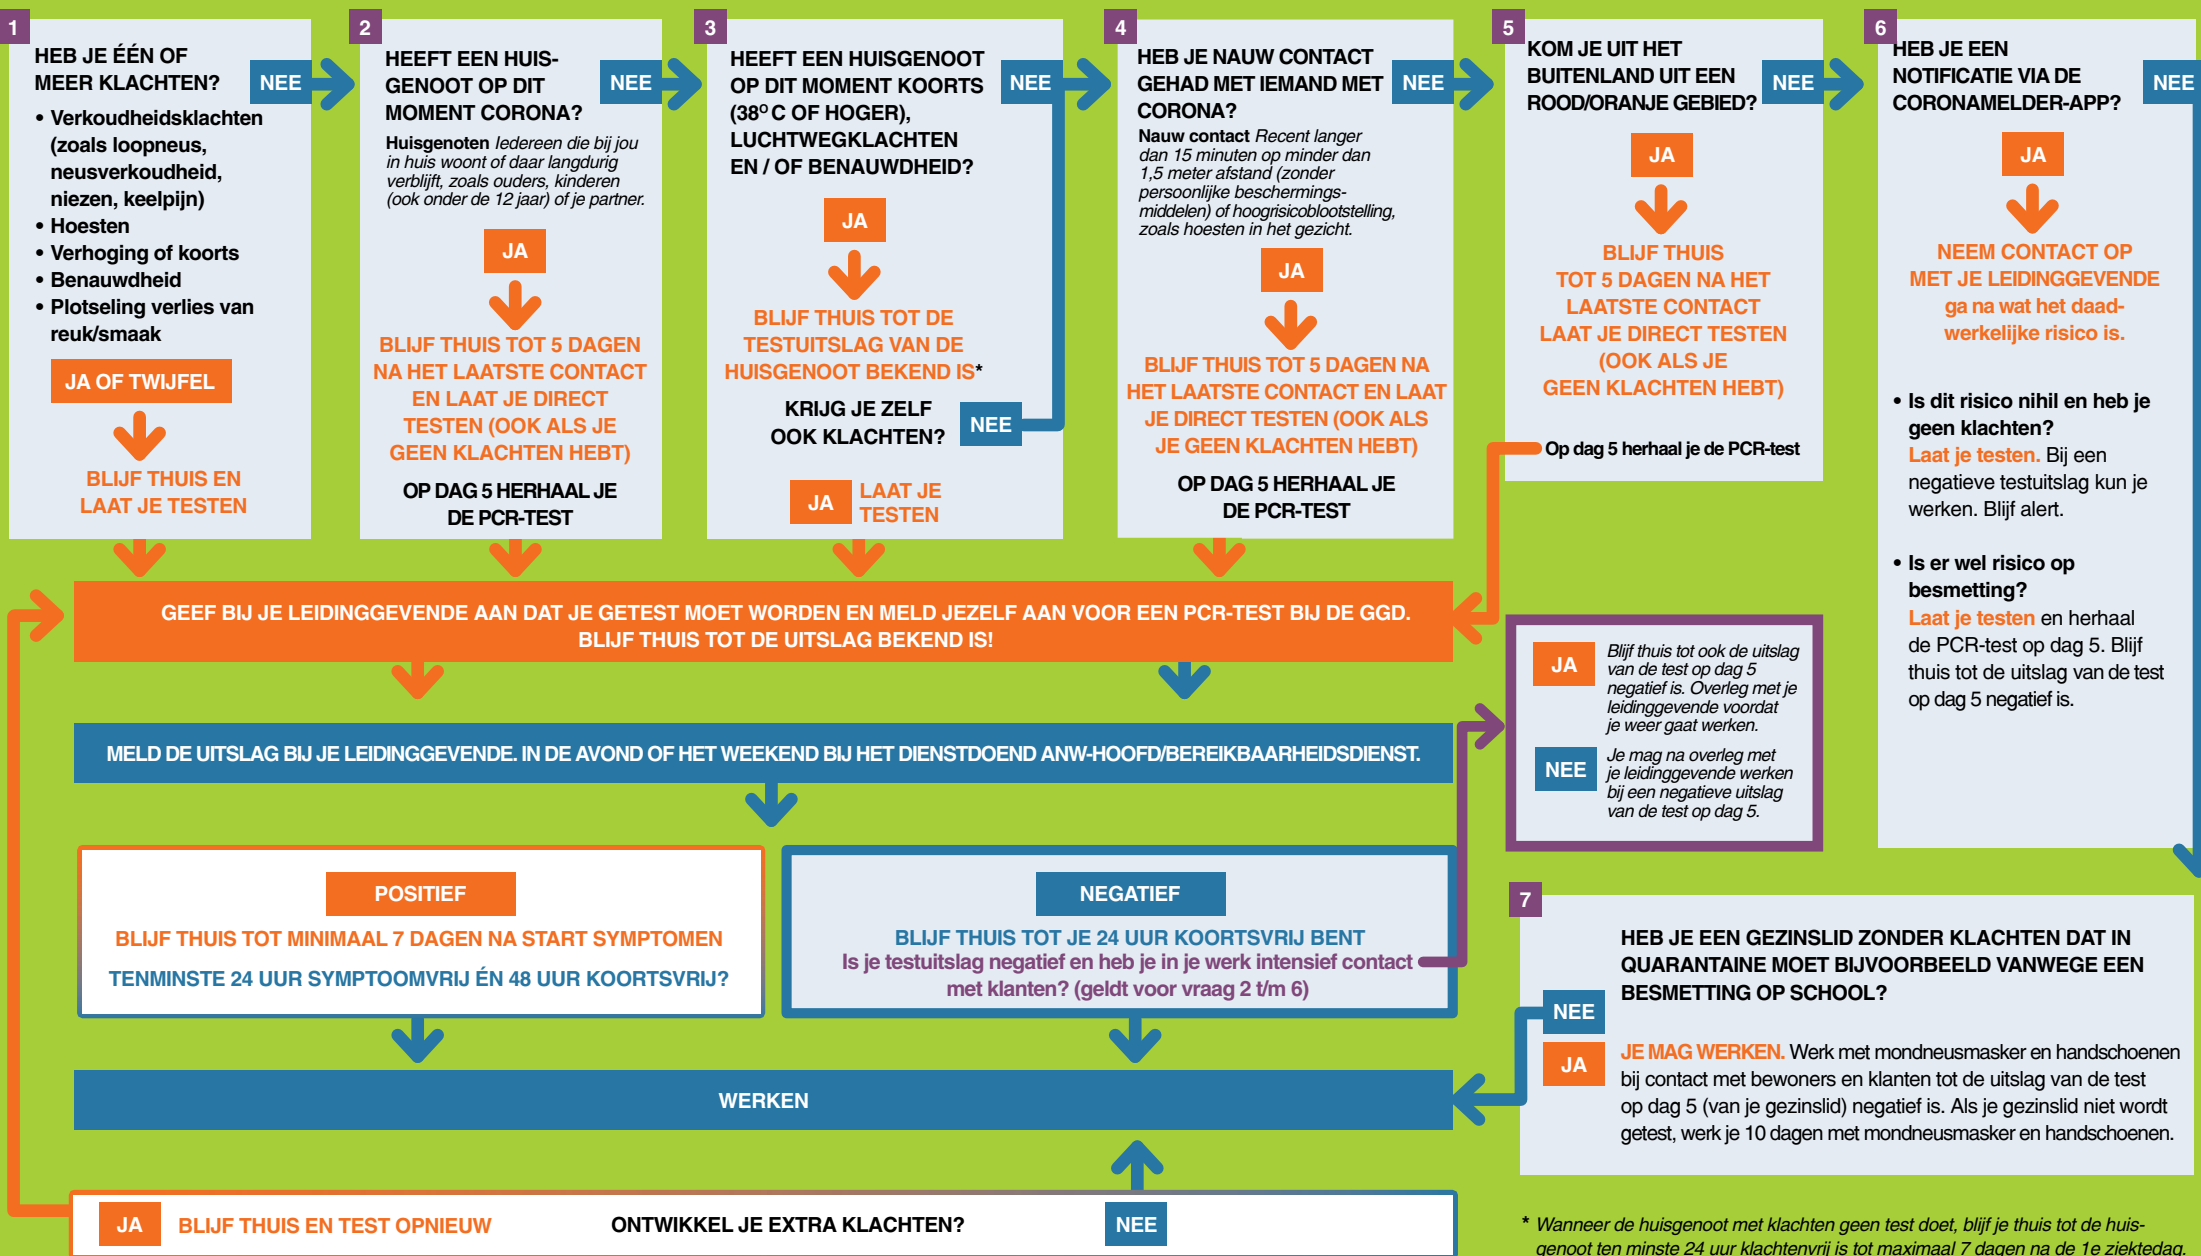 1
HEB JE ÉÉN OF
MEER KLACHTEN?
NEE
• Verkoudheidsklachten
(zoals loopneus,
neusverkoudheid,
niezen, keelpijn)
• Hoesten
• Verhoging of koorts
• Benauwdheid
• Plotseling verlies van
reuk/smaak
JA OF TWIJFEL
BLIJF THUIS EN
LAAT JE TESTEN
2
HEEFT EEN HUIS-
GENOOT OP DIT
MOMENT CORONA?
NEE
Huisgenoten Iedereen die bij jou
in huis woont of daar langdurig
verblijft, zoals ouders, kinderen
(ook onder de 12 jaar) of je partner.
JA
BLIJF THUIS TOT 5 DAGEN
NA HET LAATSTE CONTACT
EN LAAT JE DIRECT
TESTEN (OOK ALS JE
GEEN KLACHTEN HEBT)
OP DAG 5 HERHAAL JE
DE PCR-TEST
3
HEEFT EEN HUISGENOOT
OP DIT MOMENT KOORTS
(38° C OF HOGER),
LUCHTWEGKLACHTEN
EN / OF BENAUWDHEID?
NEE
JA
BLIJF THUIS TOT DE
TESTUITSLAG VAN DE
HUISGENOOT BEKEND IS*
KRIJG JE ZELF
OOK KLACHTEN?
NEE
JA
LAAT JE
TESTEN
4
HEB JE NAUW CONTACT
GEHAD MET IEMAND MET
CORONA?
NEE
Nauw contact Recent langer
dan 15 minuten op minder dan
1,5 meter afstand (zonder
persoonlijke beschermings-
middelen) of hoogrisicoblootstelling,
zoals hoesten in het gezicht.
JA
BLIJF THUIS TOT 5 DAGEN NA
HET LAATSTE CONTACT EN LAAT
JE DIRECT TESTEN (OOK ALS
JE GEEN KLACHTEN HEBT)
OP DAG 5 HERHAAL JE
DE PCR-TEST
5
KOM JE UIT HET
BUITENLAND UIT EEN
ROOD/ORANJE GEBIED?
NEE
JA
BLIJF THUIS
TOT 5 DAGEN NA HET
LAATSTE CONTACT
LAAT JE DIRECT TESTEN
(OOK ALS JE
GEEN KLACHTEN HEBT)
Op dag 5 herhaal je de PCR-test
6
HEB JE EEN
NOTIFICATIE VIA DE
CORONAMELDER-APP?
NEE
JA
NEEM CONTACT OP
MET JE LEIDINGGEVENDE
ga na wat het daad-
werkelijke risico is.
• Is dit risico nihil en heb je
geen klachten?
Laat je testen. Bij een
negatieve testuitslag kun je
werken. Blijf alert.
• Is er wel risico op
besmetting?
Laat je testen en herhaal
de PCR-test op dag 5. Blijf
thuis tot de uitslag van de test
op dag 5 negatief is.
GEEF BIJ JE LEIDINGGEVENDE AAN DAT JE GETEST MOET WORDEN EN MELD JEZELF AAN VOOR EEN PCR-TEST BIJ DE GGD.
BLIJF THUIS TOT DE UITSLAG BEKEND IS!
JA
Blijf thuis tot ook de uitslag
van de test op dag 5
negatief is. Overleg met je
leidinggevende voordat
je weer gaat werken.
NEE
Je mag na overleg met
je leidinggevende werken
bij een negatieve uitslag
van de test op dag 5.
MELD DE UITSLAG BIJ JE LEIDINGGEVENDE. IN DE AVOND OF HET WEEKEND BIJ HET DIENSTDOEND ANW-HOOFD/BEREIKBAARHEIDSDIENST.
POSITIEF
BLIJF THUIS TOT MINIMAAL 7 DAGEN NA START SYMPTOMEN
TENMINSTE 24 UUR SYMPTOOMVRIJ ÉN 48 UUR KOORTSVRIJ?
NEGATIEF
BLIJF THUIS TOT JE 24 UUR KOORTSVRIJ BENT
Is je testuitslag negatief en heb je in je werk intensief contact
met klanten? (geldt voor vraag 2 t/m 6)
7
HEB JE EEN GEZINSLID ZONDER KLACHTEN DAT IN
QUARANTAINE MOET BIJVOORBEELD VANWEGE EEN
BESMETTING OP SCHOOL?
NEE
JA
JE MAG WERKEN. Werk met mondneusmasker en handschoenen
bij contact met bewoners en klanten tot de uitslag van de test
op dag 5 (van je gezinslid) negatief is. Als je gezinslid niet wordt
getest, werk je 10 dagen met mondneusmasker en handschoenen.
WERKEN
JA
BLIJF THUIS EN TEST OPNIEUW
ONTWIKKEL JE EXTRA KLACHTEN?
NEE
* Wanneer de huisgenoot met klachten geen test doet, blijf je thuis tot de huis-
genoot ten minste 24 uur klachtenvrij is tot maximaal 7 dagen na de 1e ziektedag.